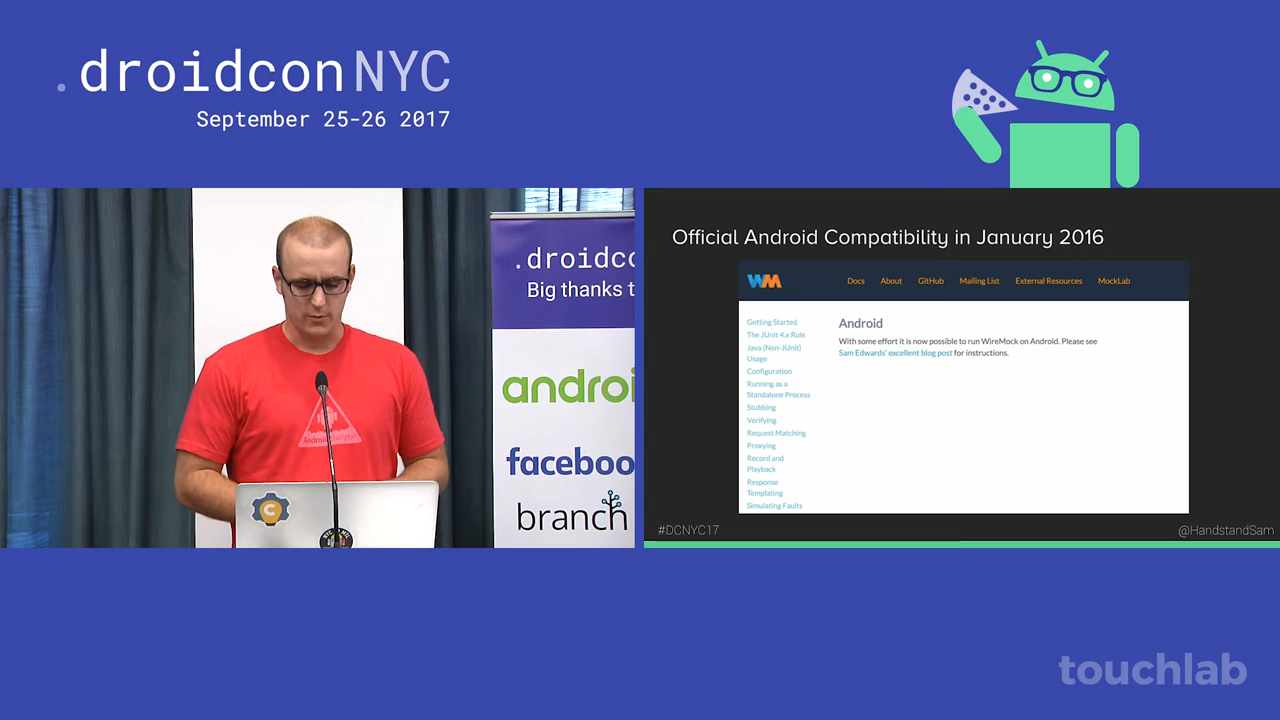 .droidcon NYC
September 25-26 2017
.droidco
Big thanks t
androi
faceboo
branch
C
Official Android Compatibility in January 2016
WM
Docs About GitHub Mailing List External Resources MockLab
Getting Started
The JUnit 4.x Rule
Java (Non-JUnit)
Usage
Configuration
Running as a
Standalone Process
Stubbing
Verifying
Request Matching
Proxying
Record and
Playback
Response
Templating
Simulating Faults
Android
With some effort it is now possible to run WireMock on Android. Please see
Sam Edwards' excellent blog post for instructions.
#DCNYC17
@HandstandSam
touchlab